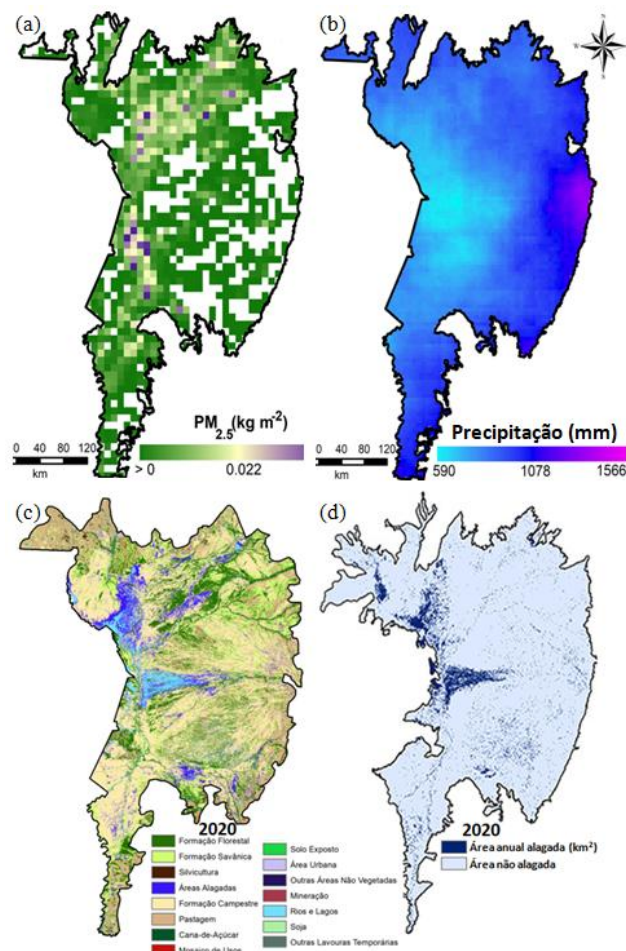 (a)
(b)
PM2.5 (kg m-2)
0 40 80 120
km
> 0 0.022
Precipitação (mm)
0 40 80 120
km
590 1078 1566
(c)
(d)
2020
Formação Florestal
Formação Savânica
Silvicultura
Áreas Alagadas
Formação Campestre
Pastagem
Cana-de-Açúcar
Mosaico de Usos
Solo Exposto
Área Urbana
Outras Áreas Não Vegetadas
Mineração
Rios e Lagos
Soja
Outras Lavouras Temporárias
2020
Área anual alagada (km²)
Área não alagada